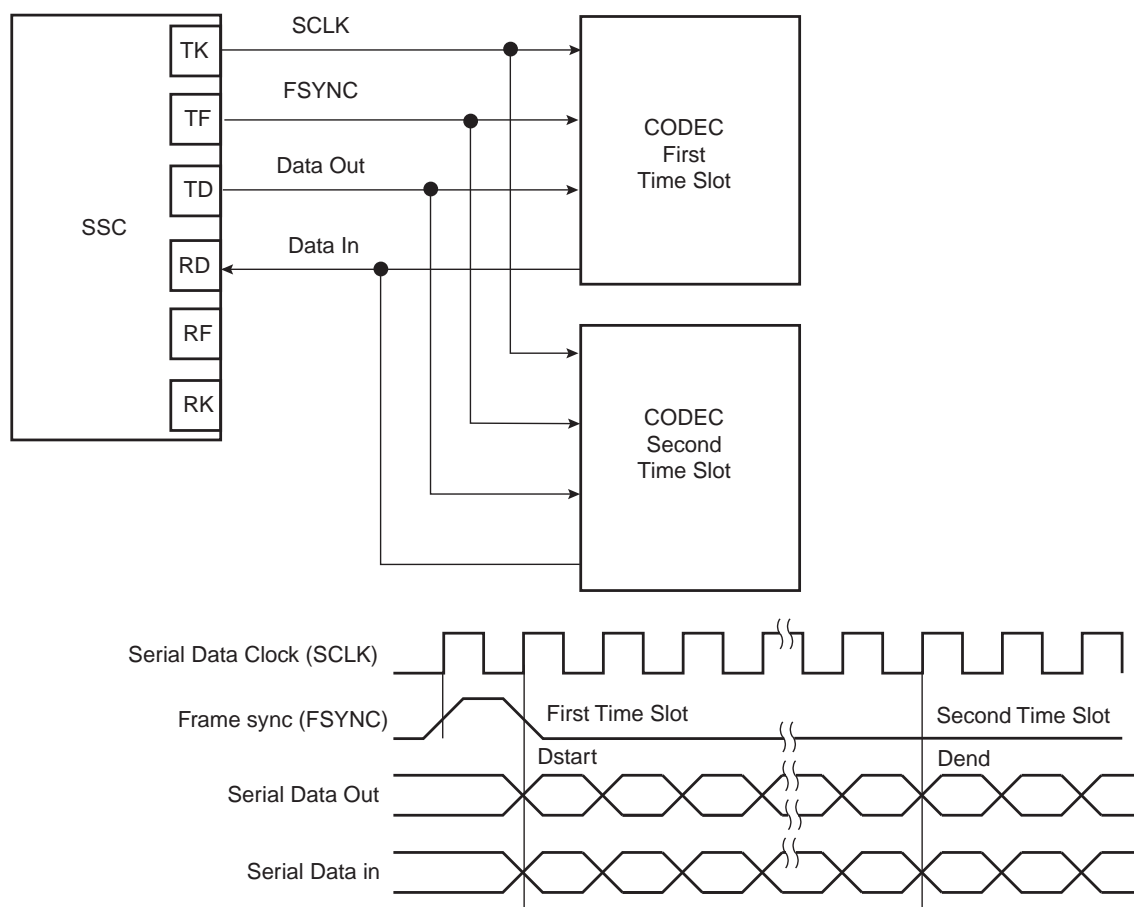 SSC
TK
TF
TD
RD
RF
RK
SCLK
FSYNC
Data Out
Data In
CODEC
First
Time Slot
CODEC
Second
Time Slot
Serial Data Clock (SCLK)
Frame sync (FSYNC)
First Time Slot
Second Time Slot
Dstart
Dend
Serial Data Out
Serial Data in